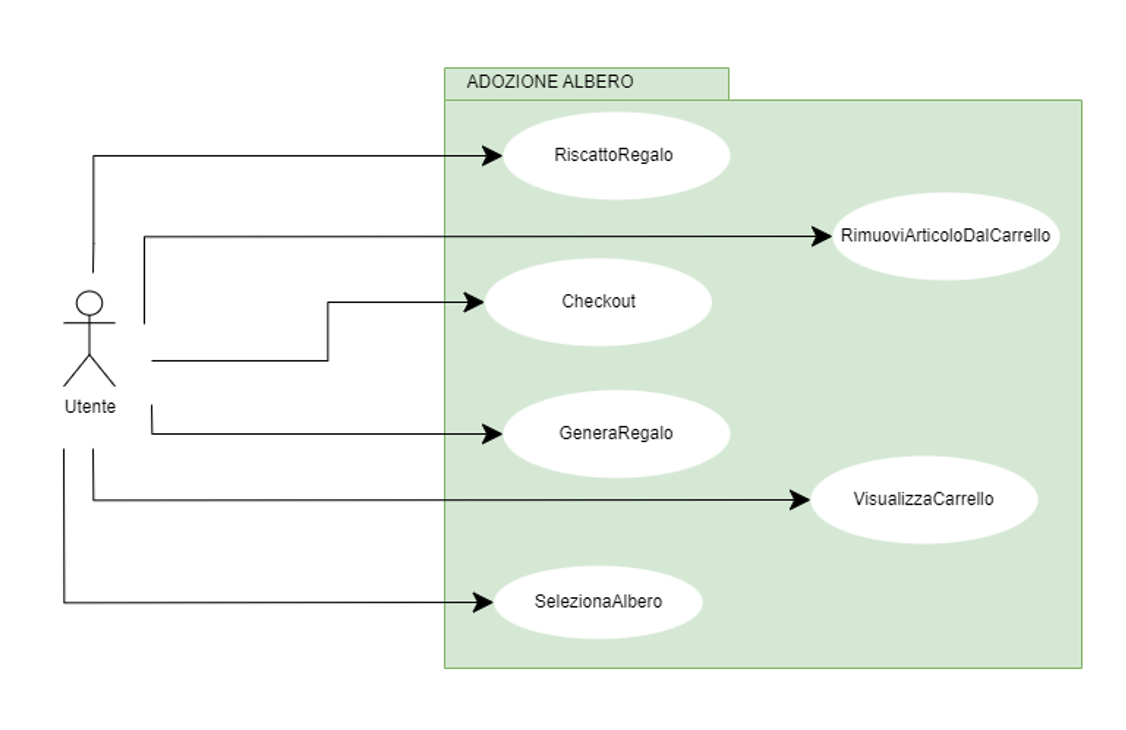 ADOZIONE ALBERO
RiscattoRegalo
RimuoviArticoloDalCarrello
Checkout
Utente
GeneraRegalo
VisualizzaCarrello
SelezionaAlbero